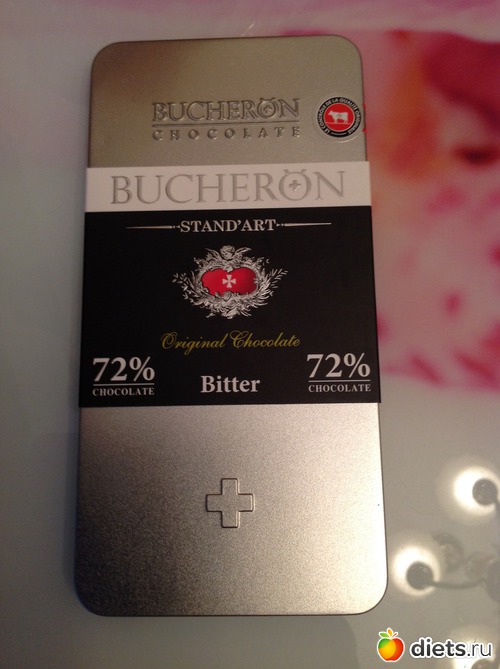 BUCHERON
CHOCOLATE
BUCHERON
STAND'ART
Original Chocolate
72%
CHOCOLATE
Bitter
72%
CHOCOLATE
diets.ru